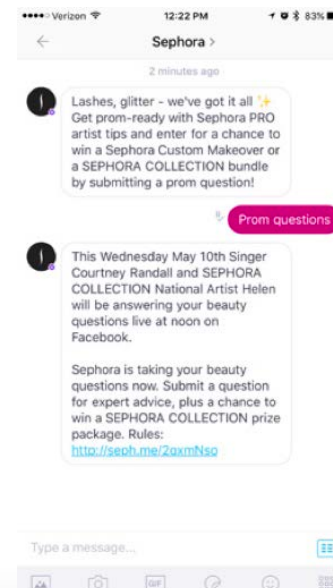 Verizon 12:22 PM 83%
Sephora >
2 minutes ago
Lashes, glitter - we've got it all ✨
Get prom-ready with Sephora PRO
artist tips and enter for a chance to
win a Sephora Custom Makeover or
a SEPHORA COLLECTION bundle
by submitting a prom question!
Prom questions
This Wednesday May 10th Singer
Courtney Randall and SEPHORA
COLLECTION National Artist Helen
will be answering your beauty
questions live at noon on
Facebook.
Sephora is taking your beauty
questions now. Submit a question
for expert advice, plus a chance to
win a SEPHORA COLLECTION prize
package. Rules:
http://seph.me/2qxmNso
Type a message...
GIF